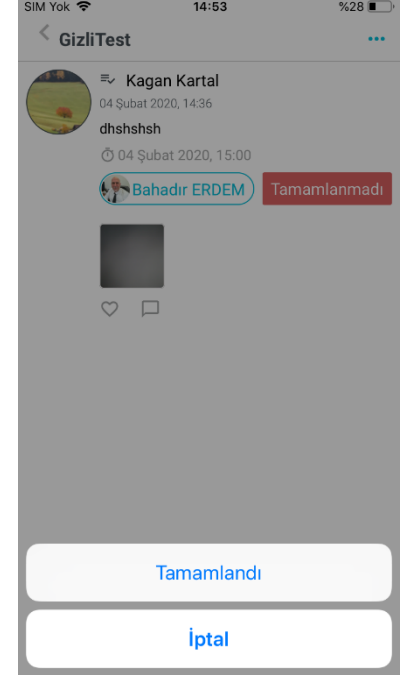 SIM Yok 14:53 %28
GizliTest
Kagan Kartal
04 Şubat 2020, 14:36
dhshshsh
04 Şubat 2020, 15:00
Bahadır ERDEM Tamamlanmadı
Tamamlandı
İptal